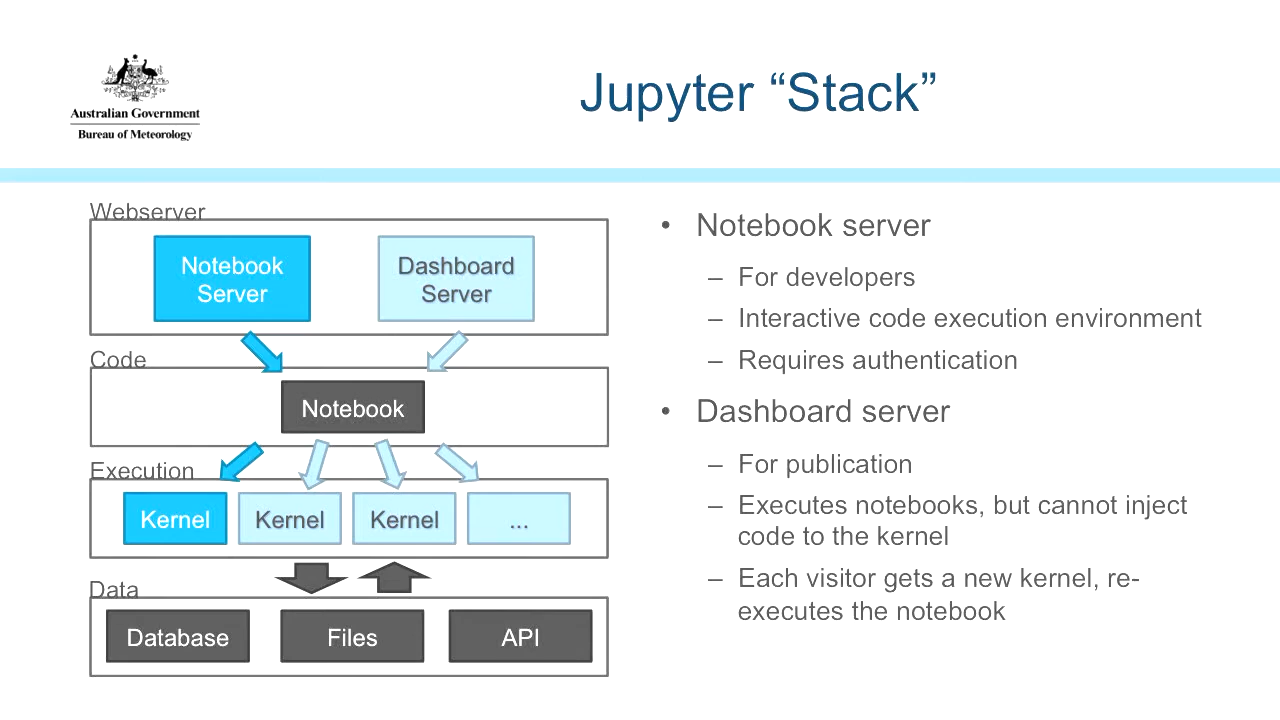 Australian Government
Bureau of Meteorology
Jupyter “Stack”
Webserver
Notebook
Server
Dashboard
Server
Code
Notebook
Execution
Kernel
Kernel
Kernel
...
Data
Database
Files
API
• Notebook server
– For developers
– Interactive code execution environment
– Requires authentication
• Dashboard server
– For publication
– Executes notebooks, but cannot inject
code to the kernel
– Each visitor gets a new kernel, re-
executes the notebook